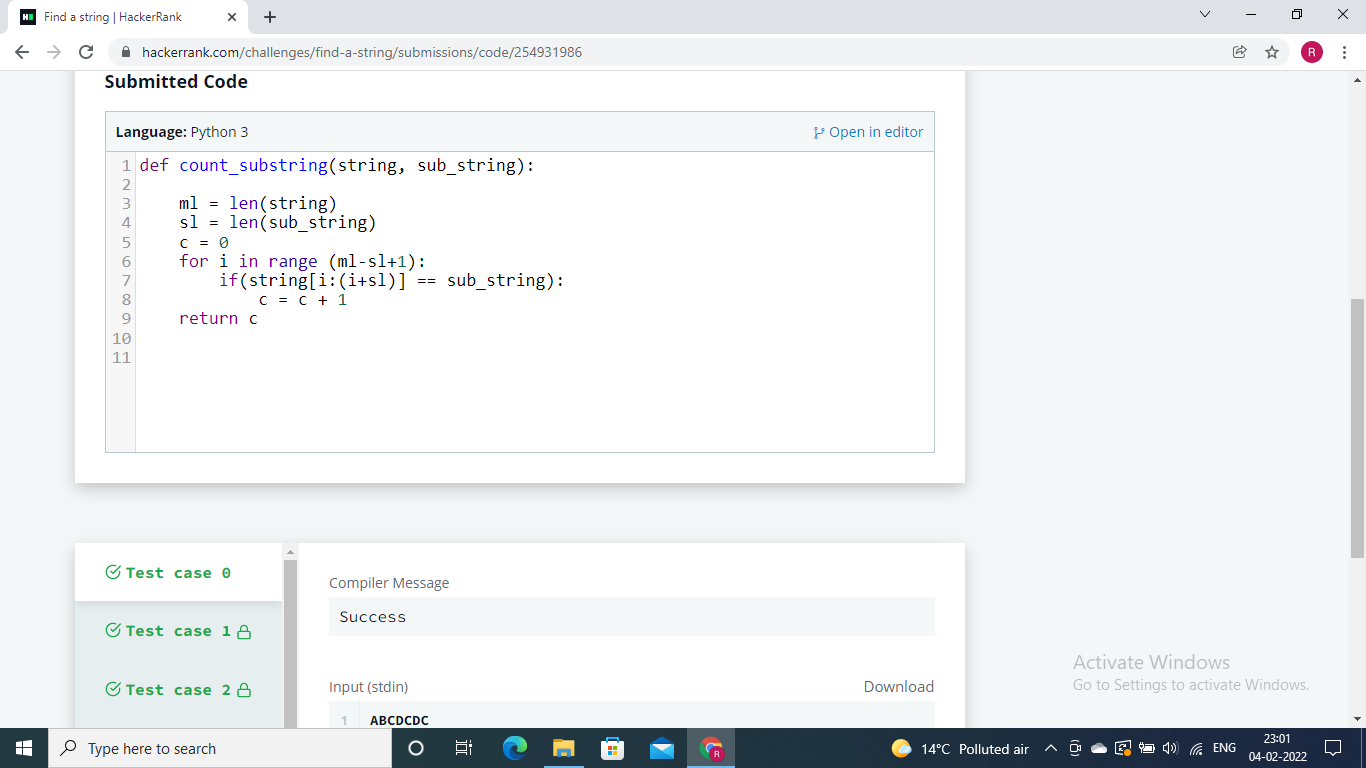 Find a string | HackerRank
hackerrank.com/challenges/find-a-string/submissions/code/254931986
R
Submitted Code
Language: Python 3
Open in editor
1 def count_substring(string, sub_string):
2
3     ml = len(string)
4     sl = len(sub_string)
5     c = 0
6     for i in range (ml-sl+1):
7         if(string[i:(i+sl)] == sub_string):
8             c = c + 1
9     return c
10
11
Test case 0
Test case 1
Test case 2
Compiler Message
Success
Input (stdin)
Download
1 ABCDCDC
Activate Windows
Go to Settings to activate Windows.
Type here to search
R
14°C Polluted air
ENG
23:01
04-02-2022